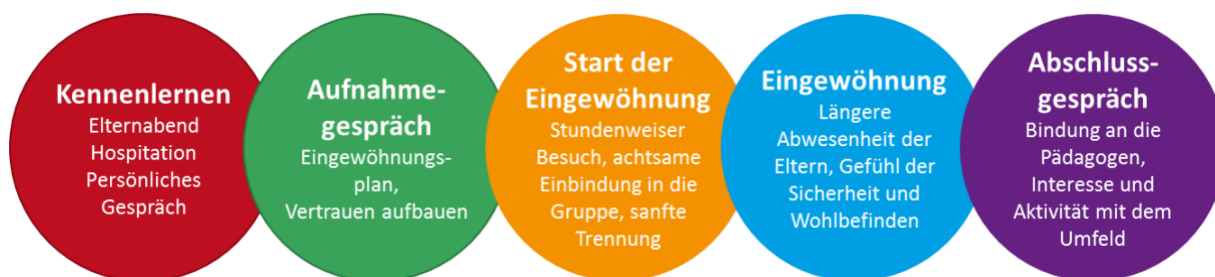 Kennenlernen
Elternabend
Hospitation
Persönliches
Gespräch
Aufnahme-
gespräch
Eingewöhnungs-
plan,
Vertrauen aufbauen
Start der
Eingewöhnung
Stundenweiser
Besuch, achtsame
Einbindung in die
Gruppe, sanfte
Trennung
Eingewöhnung
Längere
Abwesenheit der
Eltern, Gefühl der
Sicherheit und
Wohlbefinden
Abschluss-
gespräch
Bindung an die
Pädagogen,
Interesse und
Aktivität mit dem
Umfeld